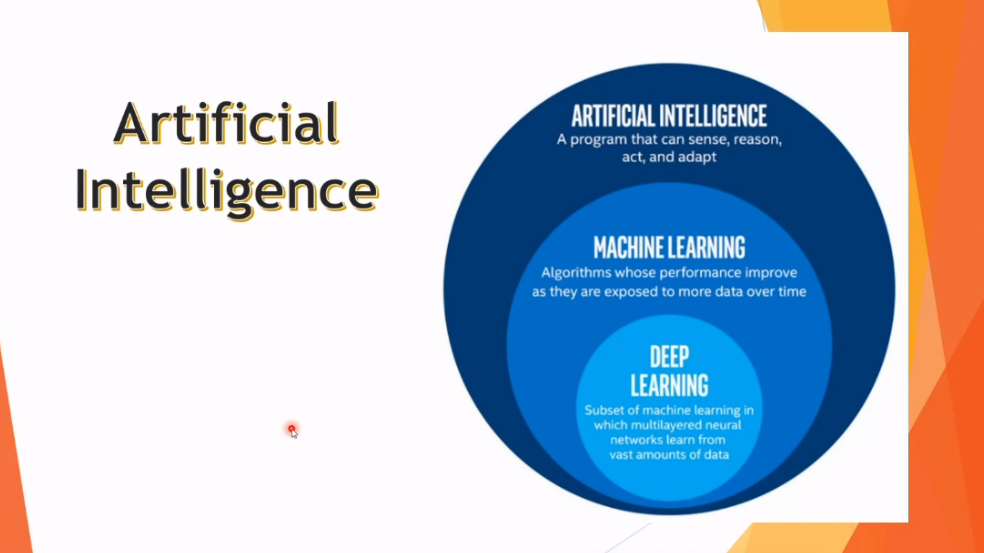 Artificial
Intelligence
ARTIFICIAL INTELLIGENCE
A program that can sense, reason,
act, and adapt
MACHINE LEARNING
Algorithms whose performance improve
as they are exposed to more data over time
DEEP
LEARNING
Subset of machine learning in
which multilayered neural
networks learn from
vast amounts of data